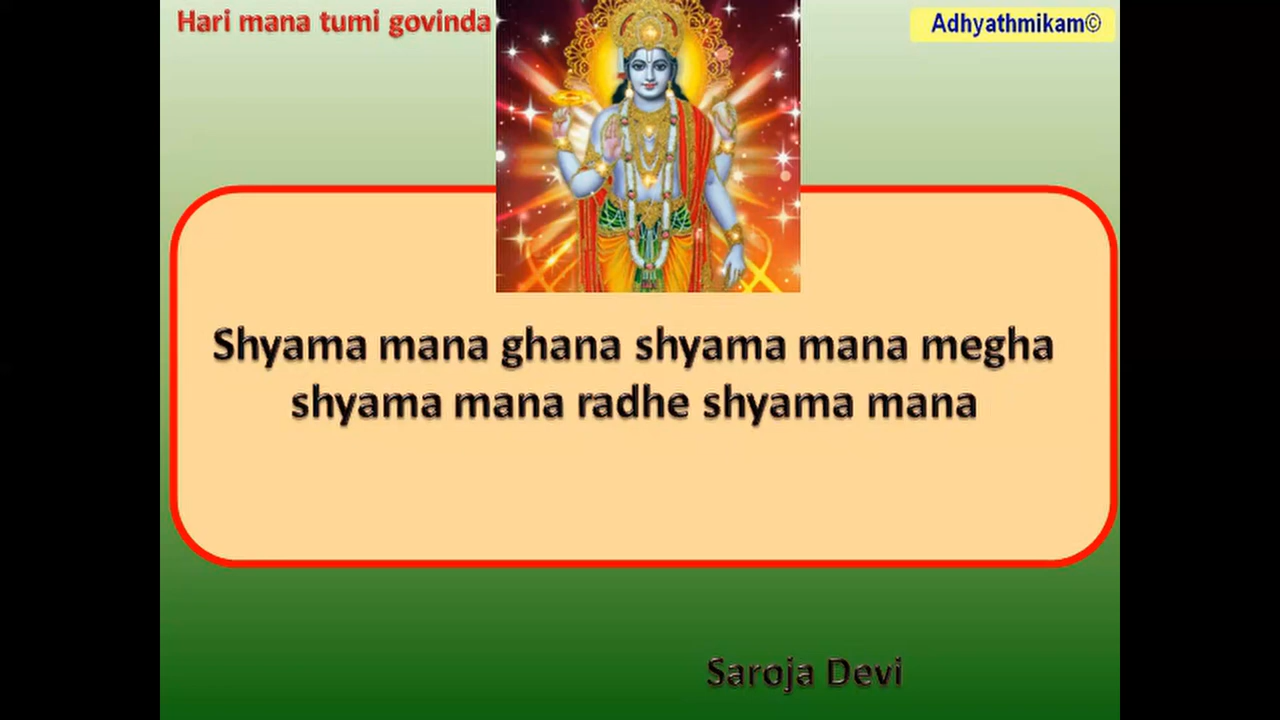 Hari mana tumi govinda
Adhyathmikam©
Shyama mana ghana shyama mana megha
shyama mana radhe shyama mana
Saroja Devi